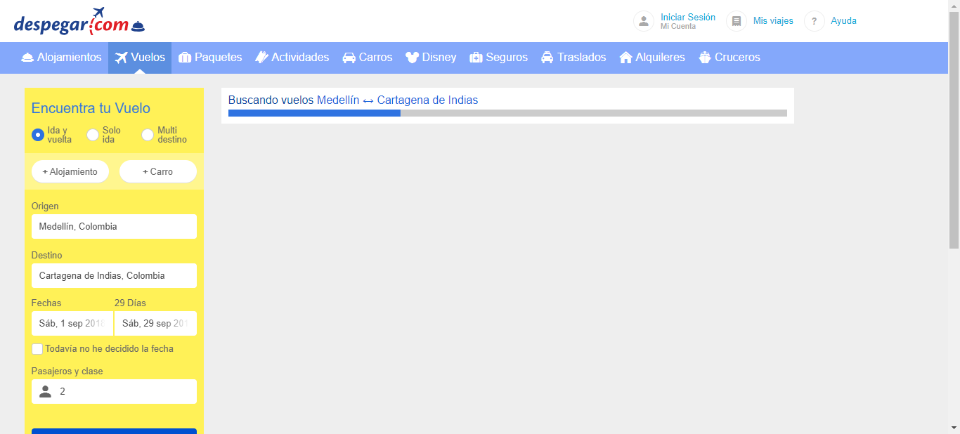 despegar.com
Iniciar Sesión
Mi Cuenta
Mis viajes
?
Ayuda
Alojamientos
Vuelos
Paquetes
Actividades
Carros
Disney
Seguros
Traslados
Alquileres
Cruceros
Encuentra tu Vuelo
Ida y vuelta
Solo ida
Multi destino
+ Alojamiento
+ Carro
Origen
Medellín, Colombia
Destino
Cartagena de Indias, Colombia
Fechas
29 Días
Sáb, 1 sep 2018
Sáb, 29 sep 201
Todavía no he decidido la fecha
Pasajeros y clase
2
Buscando vuelos Medellín ↔ Cartagena de Indias